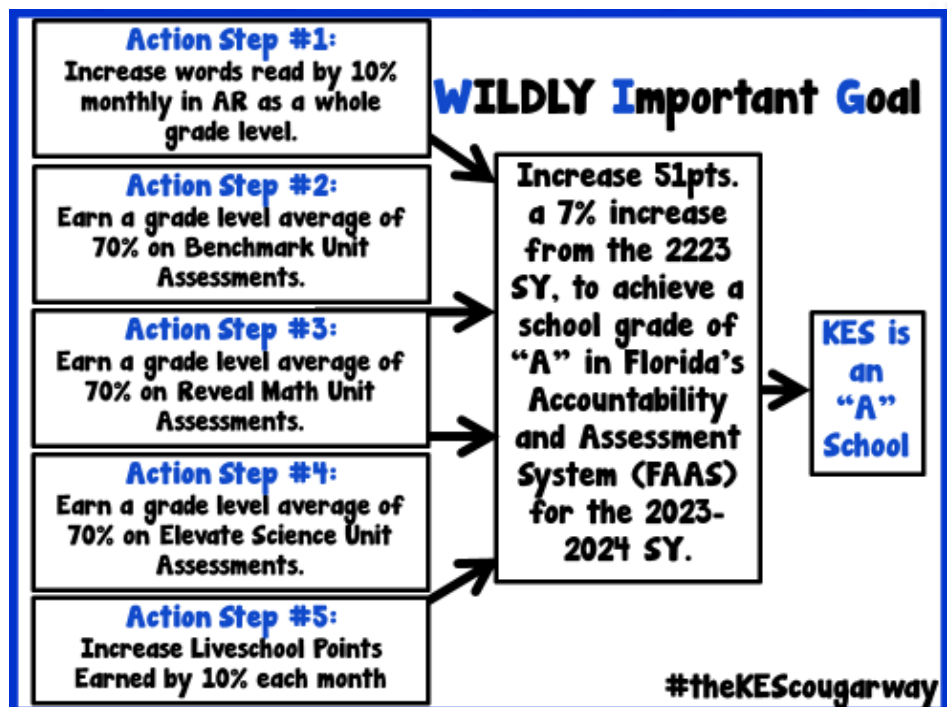 Action Step #1:
Increase words read by 10%
monthly in AR as a whole
grade level.
Action Step #2:
Earn a grade level average of
70% on Benchmark Unit
Assessments.
Action Step #3:
Earn a grade level average of
70% on Reveal Math Unit
Assessments.
Action Step #4:
Earn a grade level average of
70% on Elevate Science Unit
Assessments.
Action Step #5:
Increase Liveschool Points
Earned by 10% each month
WILDLY Important Goal
Increase 51pts.
a 7% increase
from the 2223
SY, to achieve a
school grade of
“A” in Florida’s
Accountability
and Assessment
System (FAAS)
for the 2023-
2024 SY.
KES is
an
“A”
School
#theKEScougarway